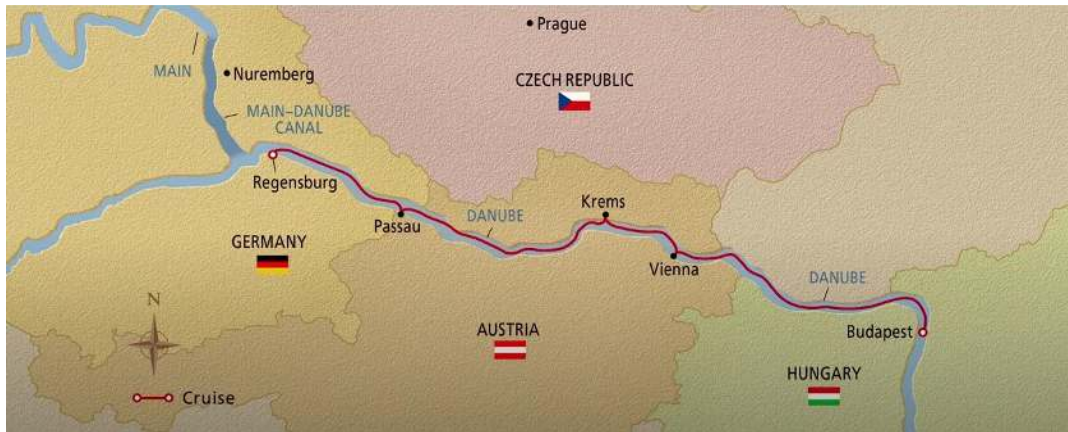 Prague
MAIN
Nuremberg
CZECH REPUBLIC
MAIN–DANUBE
CANAL
Regensburg
Krems
Passau
DANUBE
GERMANY
Vienna
DANUBE
N
AUSTRIA
Budapest
HUNGARY
Cruise